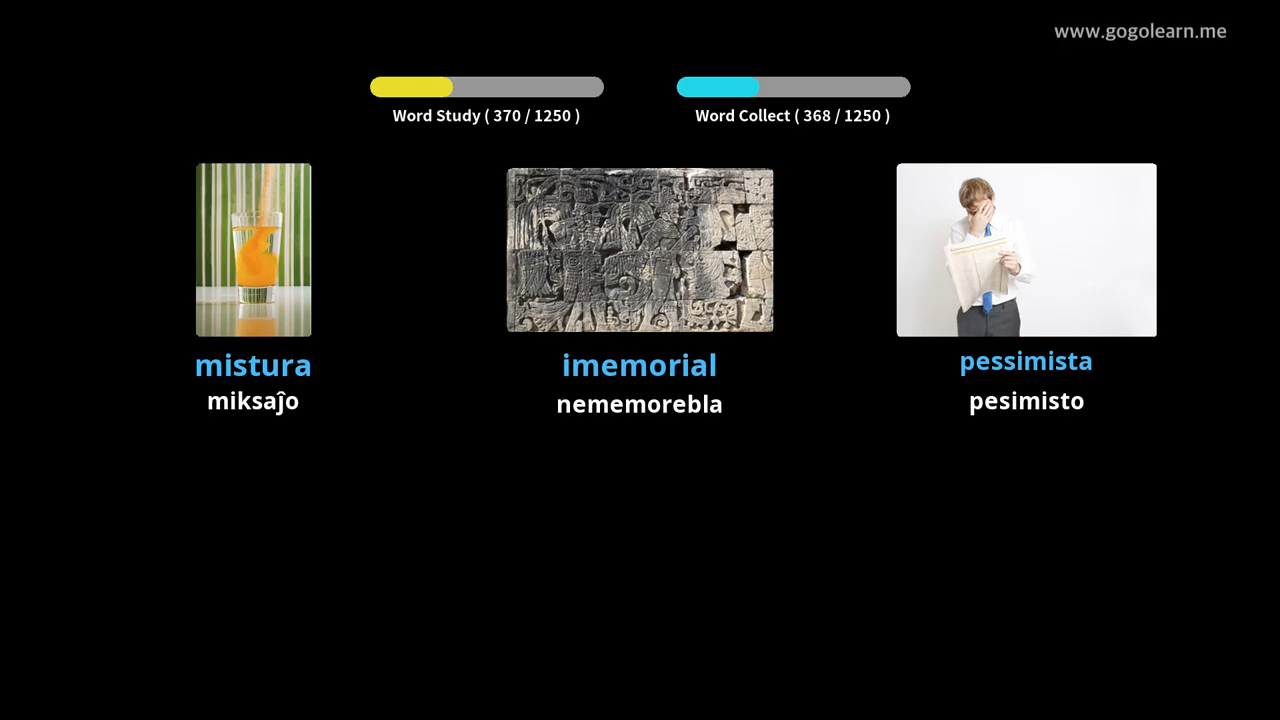 www.gogolearn.me
Word Study ( 370 / 1250 )
Word Collect ( 368 / 1250 )
mistura
miksaĵo
imemorial
nememorebla
pessimista
pesimisto